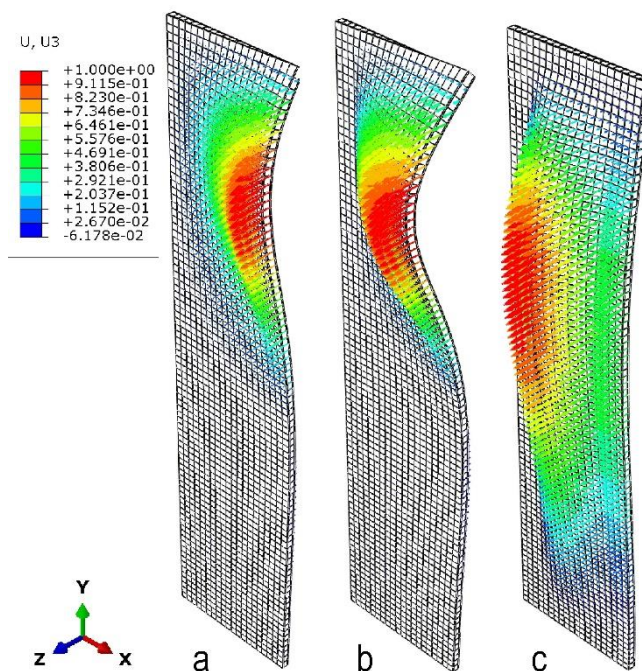 U, U3
+1.000e+00
+9.115e-01
+8.230e-01
+7.346e-01
+6.461e-01
+5.576e-01
+4.691e-01
+3.806e-01
+2.921e-01
+2.037e-01
+1.152e-01
+2.670e-02
-6.178e-02
Y
Z
X
a
b
c